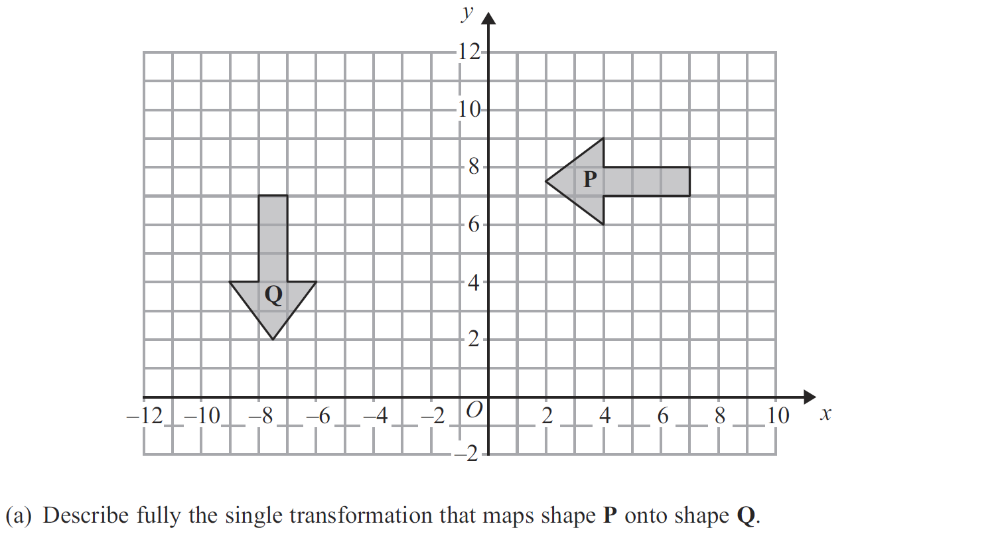 y
12
10
8
P
6
4
Q
2
–12 –10 –8 –6 –4 –2 O 2 4 6 8 10 x
–2
(a) Describe fully the single transformation that maps shape P onto shape Q.